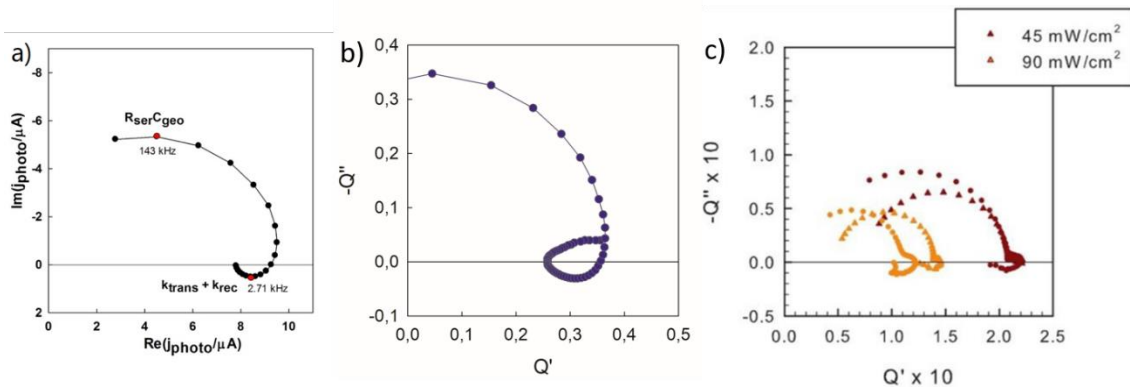 a)
Im(jphoto/µA)
-8
-6
-4
-2
0
2
RserCgeo
143 kHz
ktrans + krec
2.71 kHz
0 2 4 6 8 10
Re(jphoto/µA)
b)
-Q''
0,4
0,3
0,2
0,1
0,0
-0,1
0,0 0,1 0,2 0,3 0,4 0,5
Q'
c)
45 mW/cm²
90 mW/cm²
-Q'' x 10
2.0
1.5
1.0
0.5
0.0
-0.5
0.0 0.5 1.0 1.5 2.0 2.5
Q' x 10